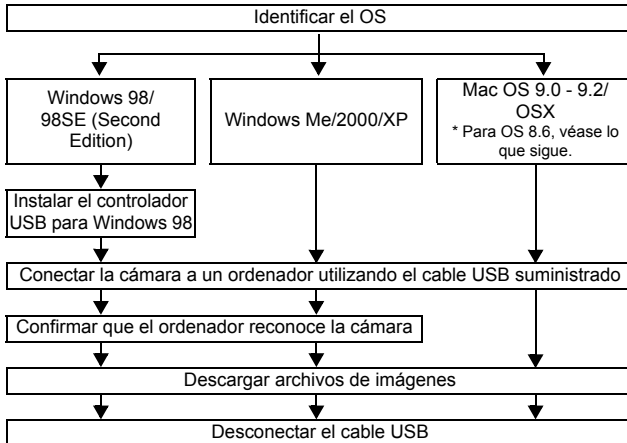 Identificar el OS
Windows 98/
98SE (Second
Edition)
Windows Me/2000/XP
Mac OS 9.0 - 9.2/
OSX
* Para OS 8.6, véase lo
que sigue.
Instalar el controlador
USB para Windows 98
Conectar la cámara a un ordenador utilizando el cable USB suministrado
Confirmar que el ordenador reconoce la cámara
Descargar archivos de imágenes
Desconectar el cable USB